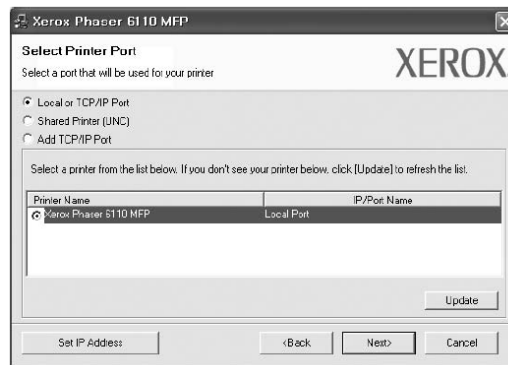 Xerox Phaser 6110 MFP
Select Printer Port
Select a port that will be used for your printer
XEROX
Local or TCP/IP Port
Shared Printer (UNC)
Add TCP/IP Port
Select a printer from the list below. If you don't see your printer below, click [Update] to refresh the list.
Printer Name IP/Port Name
Xerox Phaser 6110 MFP Local Port
Update
Set IP Address <Back Next> Cancel